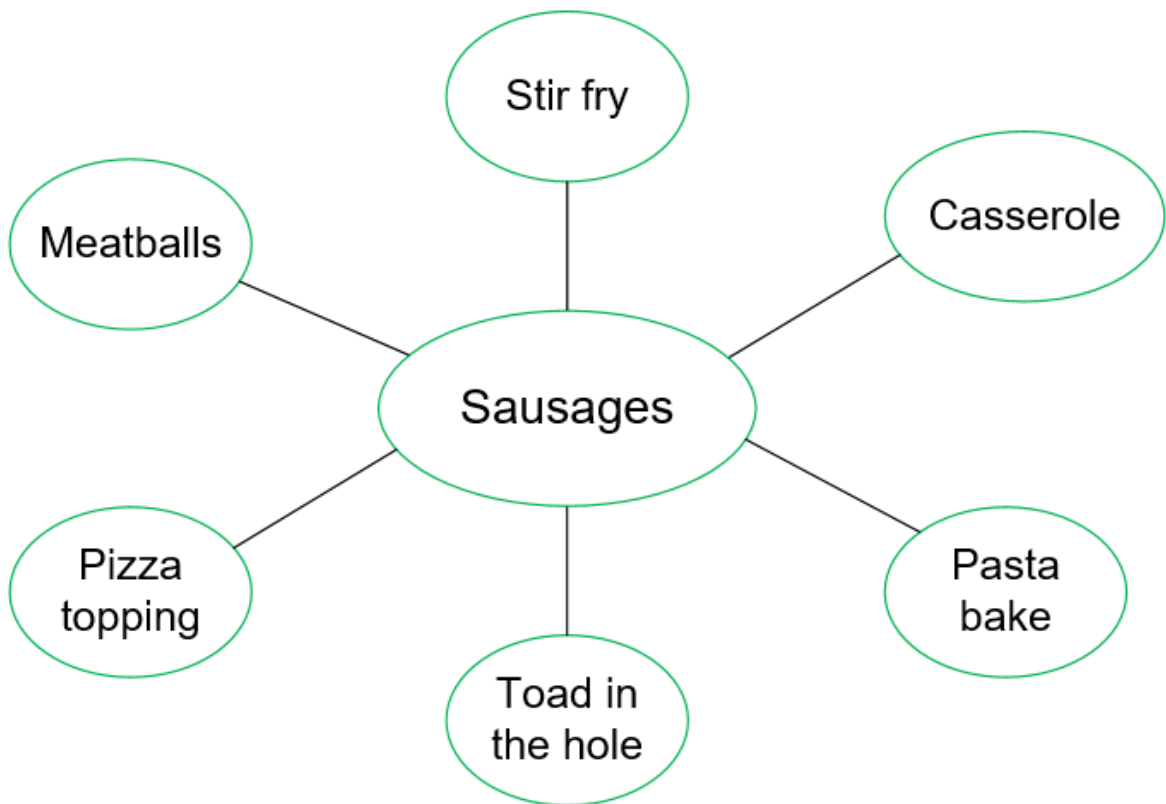 Stir fry
Casserole
Meatballs
Sausages
Pizza
topping
Pasta
bake
Toad in
the hole